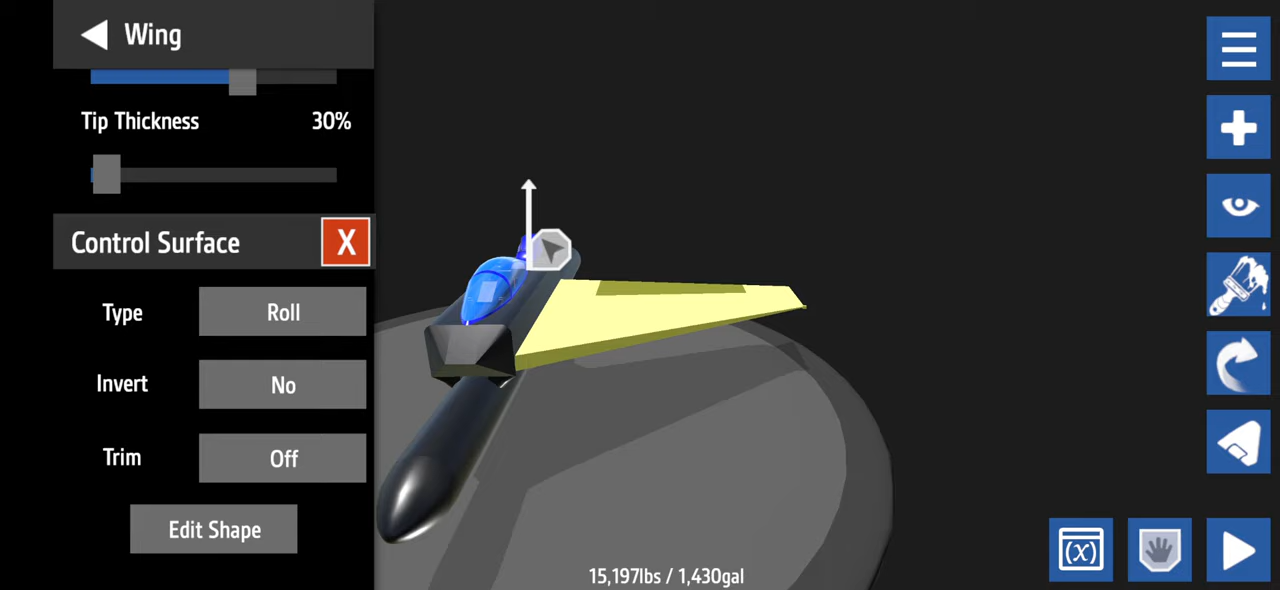 Wing
Tip Thickness 30%
Control Surface X
Type Roll
Invert No
Trim Off
Edit Shape
15,197lbs / 1,430gal
(x)